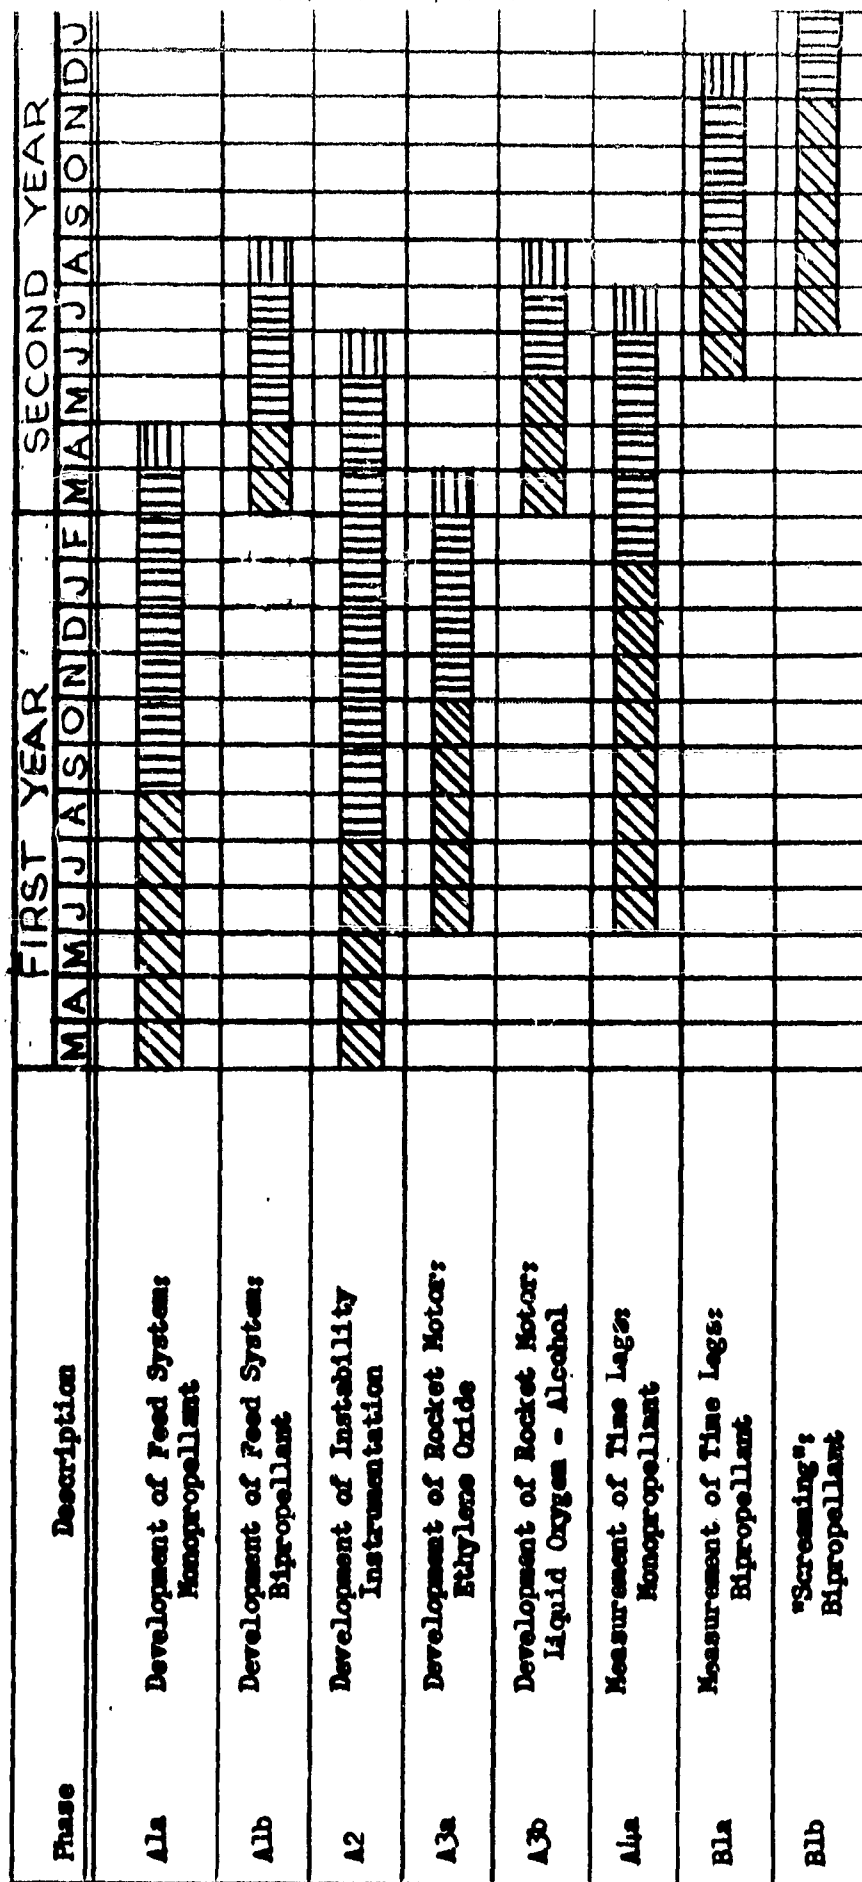 FIRST YEAR SECOND YEAR
Phase Description M A M J J A S O N D J F M A M J J A S O N D J
A1a Development of Feed System;
Monopropellant
A1b Development of Feed System;
Bipropellant
A2 Development of Instability
Instrumentation
A3a Development of Rocket Motor;
Ethylene Oxide
A3b Development of Rocket Motor;
Liquid Oxygen - Alcohol
A4a Measurement of Time Lags;
Monopropellant
B1a Measurement of Time Lags;
Bipropellant
B1b "Screaming";
Bipropellant